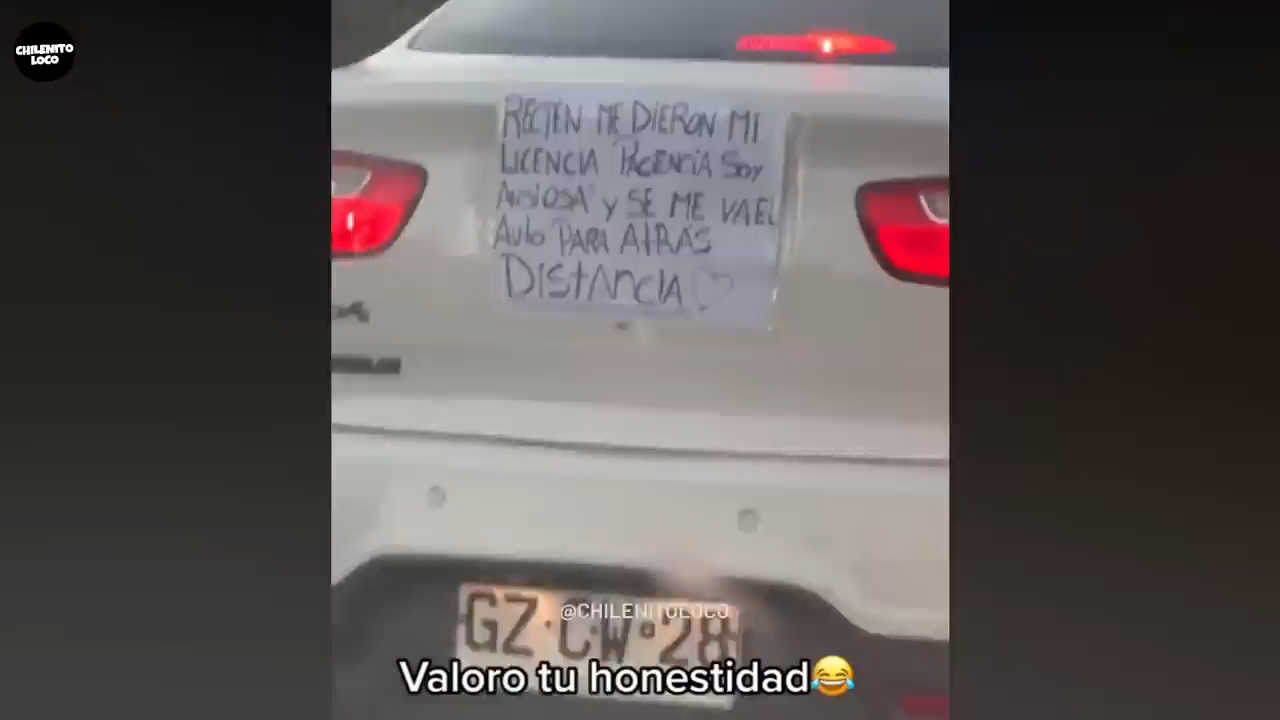 CHILENITO
LOCO
RECIEN ME DIERON MI
LICENCIA PACIENCIA SOY
ANSIOSA Y SE ME VA EL
AUTO PARA ATRAS
DISTANCIA
GZ·CW·28
@CHILENITOLOCO
Valoro tu honestidad😂